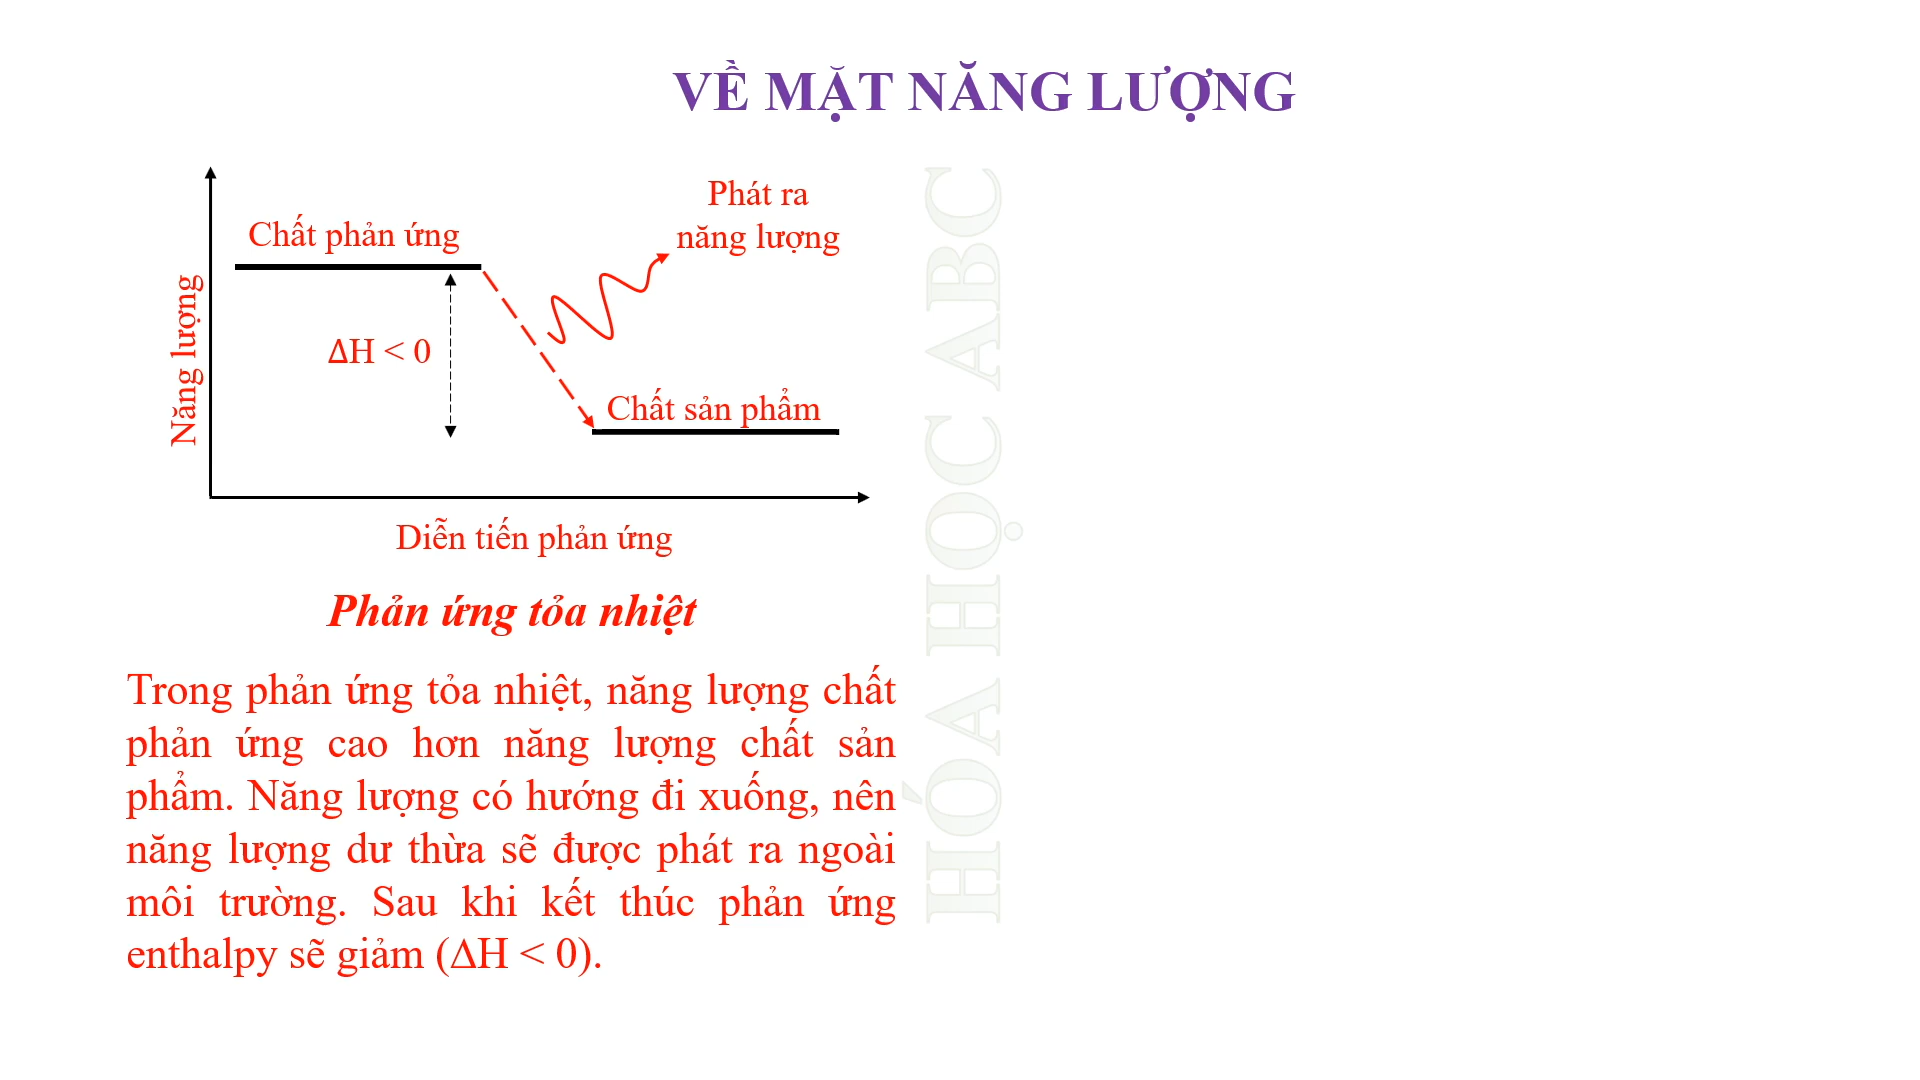 VỀ MẶT NĂNG LƯỢNG
Phát ra
năng lượng
Chất phản ứng
Năng lượng
ΔH < 0
Chất sản phẩm
Diễn tiến phản ứng
Phản ứng tỏa nhiệt
Trong phản ứng tỏa nhiệt, năng lượng chất
phản ứng cao hơn năng lượng chất sản
phẩm. Năng lượng có hướng đi xuống, nên
năng lượng dư thừa sẽ được phát ra ngoài
môi trường. Sau khi kết thúc phản ứng
enthalpy sẽ giảm (ΔH < 0).
HÓA HỌC ABC